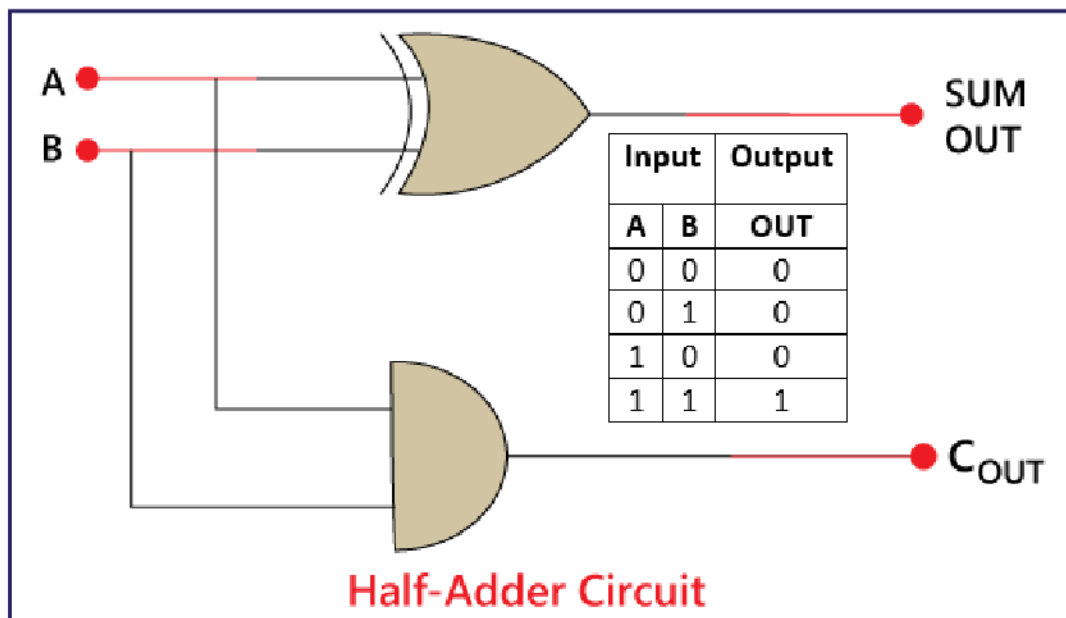 A
B
SUM
OUT
Input Output
A B OUT
0 0 0
0 1 0
1 0 0
1 1 1
COUT
Half-Adder Circuit